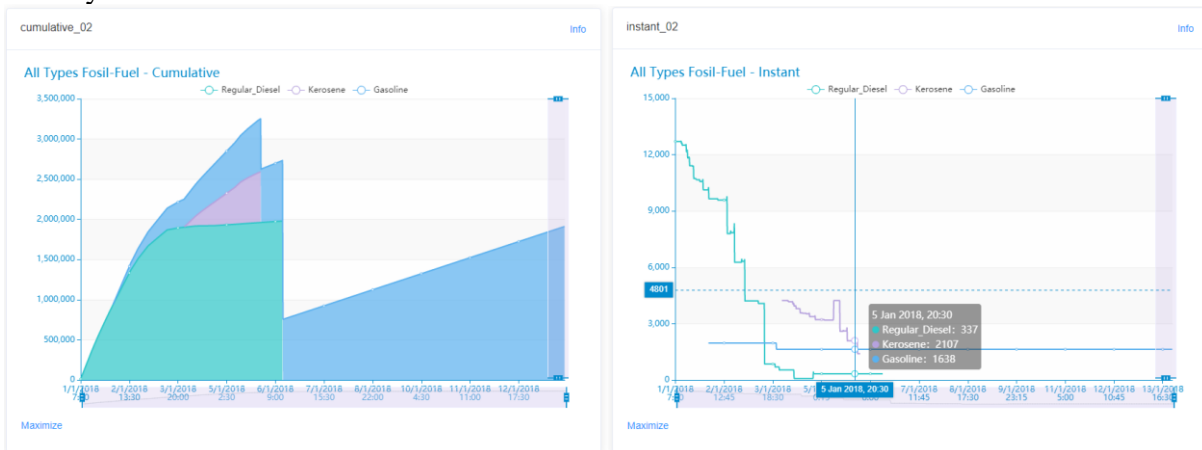 cumulative_02
Info
All Types Fosil-Fuel - Cumulative
Regular_Diesel Kerosene Gasoline
3,500,000
3,000,000
2,500,000
2,000,000
1,500,000
1,000,000
500,000
0
1/1/2018 2/1/2018 3/1/2018 5/1/2018 6/1/2018 7/1/2018 8/1/2018 10/1/2018 11/1/2018 12/1/2018
13:30 20:00 2:30 9:00 15:30 22:00 4:30 11:00 17:30
Maximize
instant_02
Info
All Types Fosil-Fuel - Instant
Regular_Diesel Kerosene Gasoline
15,000
12,000
9,000
6,000
4801
3,000
0
5 Jan 2018, 20:30
Regular_Diesel: 337
Kerosene: 2107
Gasoline: 1638
1/1/2018 2/1/2018 3/1/2018 5 Jan 2018, 20:30 7/1/2018 8/1/2018 9/1/2018 11/1/2018 12/1/2018 13/1/2018
12:45 18:30 11:45 17:30 23:15 5:00 10:45 16:30
Maximize